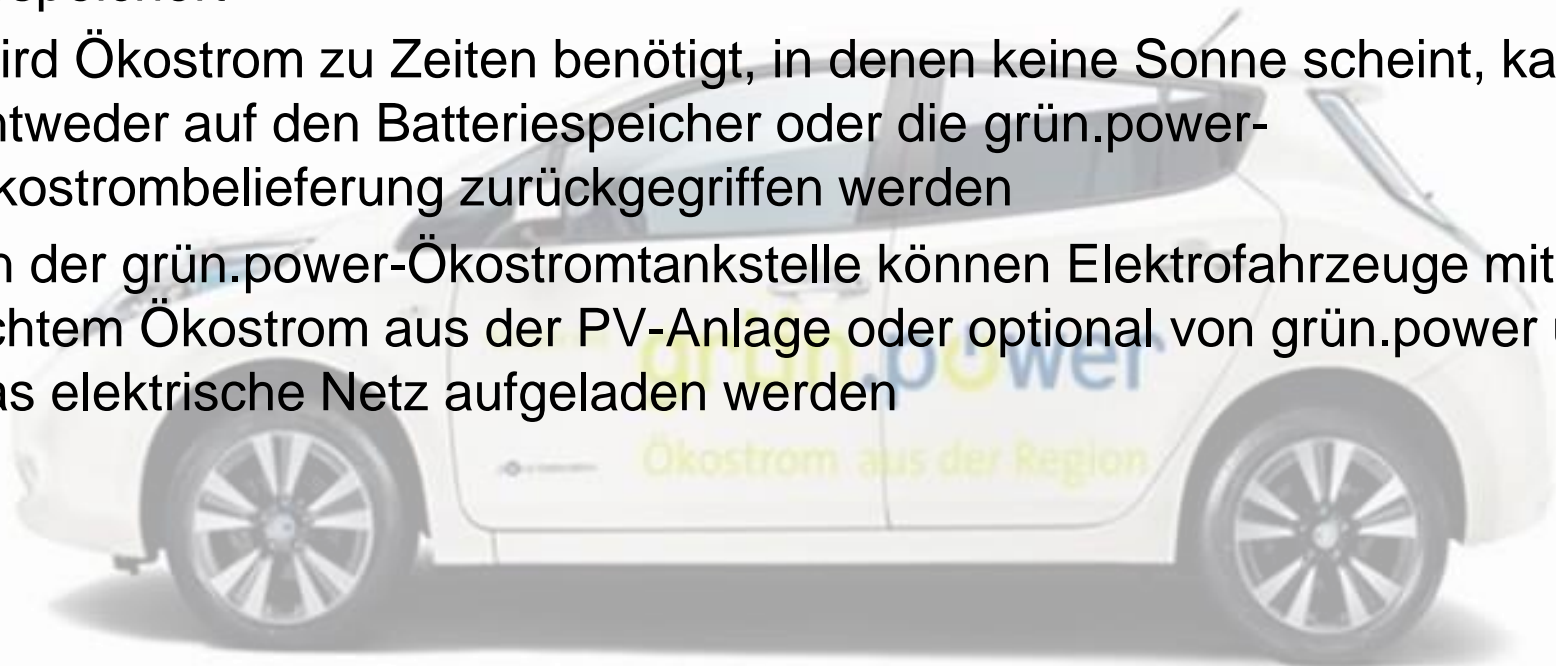 ird Ökostrom zu Zeiten benötigt, in denen keine Sonne scheint, ka
ntweder auf den Batteriespeicher oder die grün.power-
kostrombelieferung zurückgegriffen werden
n der grün.power-Ökostromtankstelle können Elektrofahrzeuge mit
chtem Ökostrom aus der PV-Anlage oder optional von grün.power
as elektrische Netz aufgeladen werden
grün.power
Ökostrom aus der Region